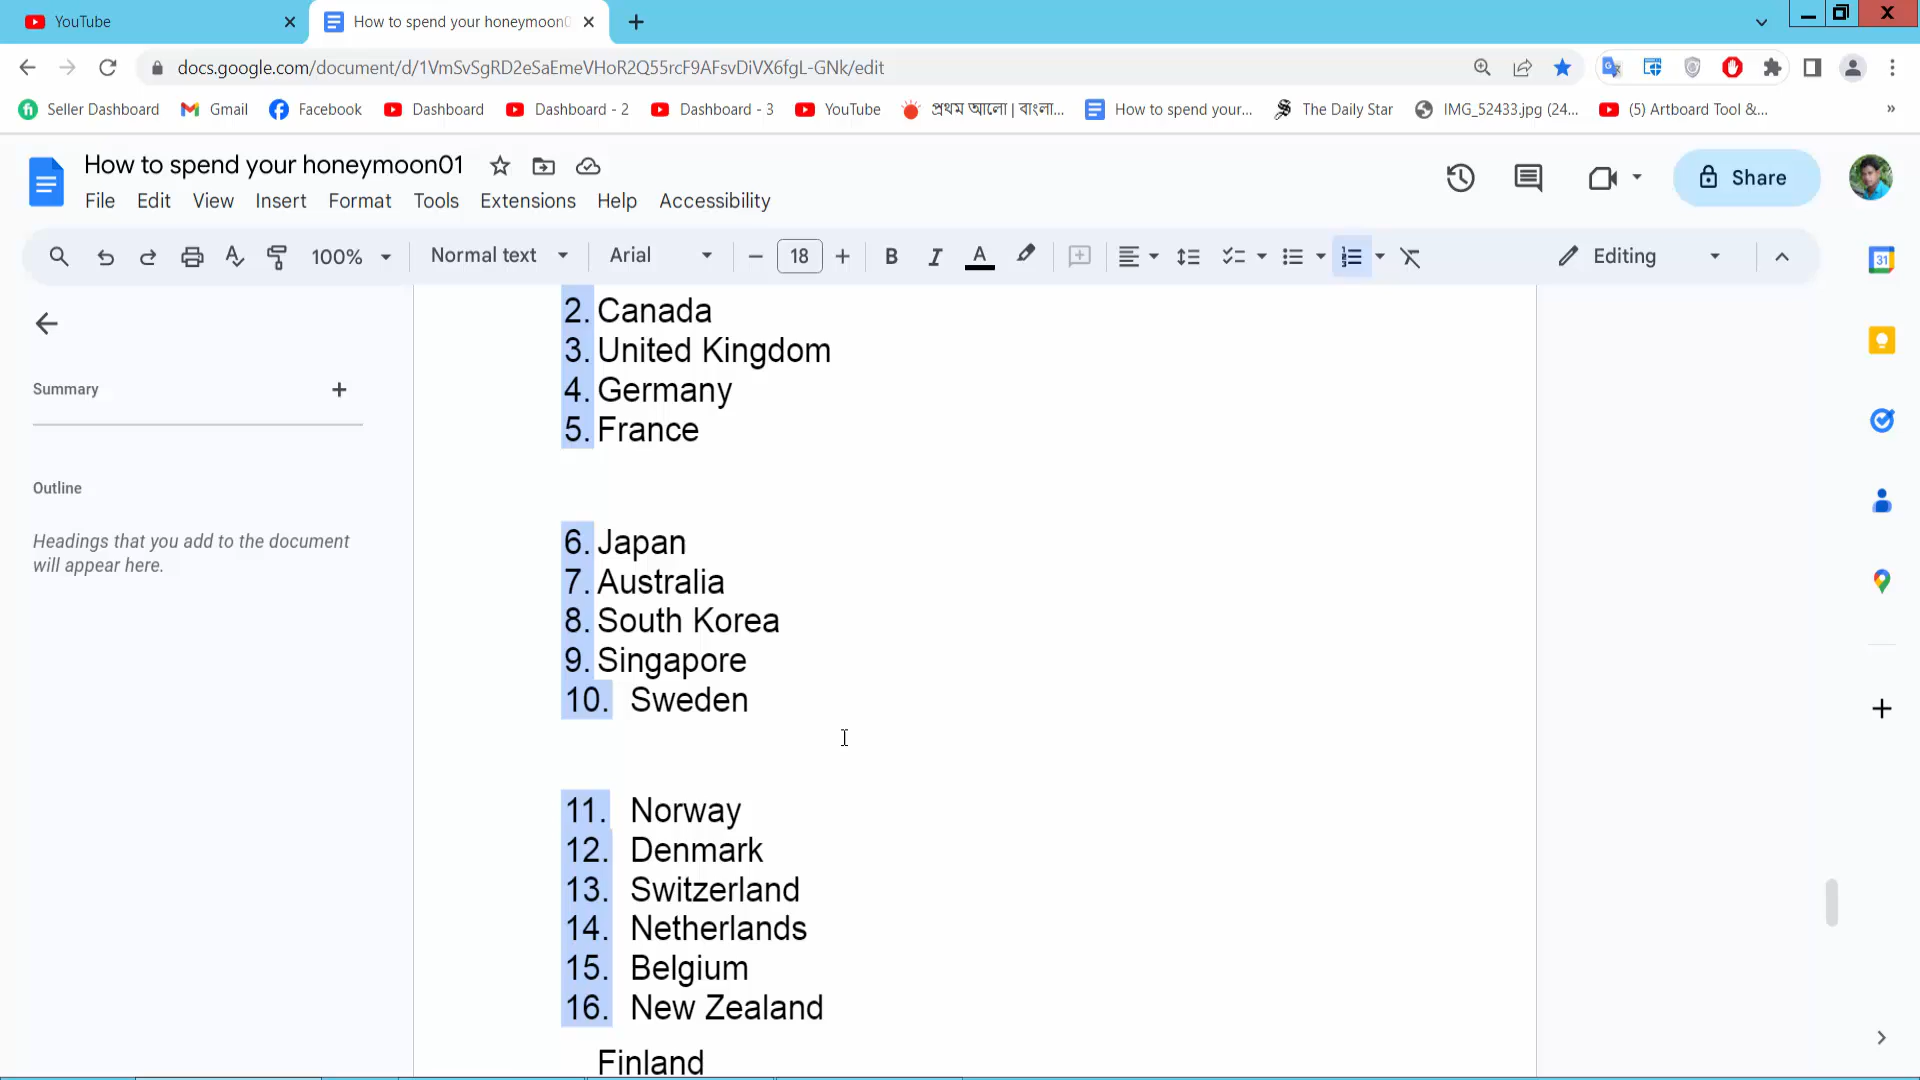 YouTube
How to spend your honeymoon0
docs.google.com/document/d/1VmSvSgRD2eSaEmeVHoR2Q55rcF9AFsvDiVX6fgL-GNk/edit
Seller Dashboard Gmail Facebook Dashboard Dashboard - 2 Dashboard - 3 YouTube প্রথম আলো | বাংলা... How to spend your... The Daily Star IMG_52433.jpg (24... (5) Artboard Tool &... »
How to spend your honeymoon01
File Edit View Insert Format Tools Extensions Help Accessibility
Share
100% Normal text Arial 18 B I A Editing
31
Summary
Outline
Headings that you add to the document
will appear here.
2. Canada
3. United Kingdom
4. Germany
5. France
6. Japan
7. Australia
8. South Korea
9. Singapore
10. Sweden
11. Norway
12. Denmark
13. Switzerland
14. Netherlands
15. Belgium
16. New Zealand
Finland